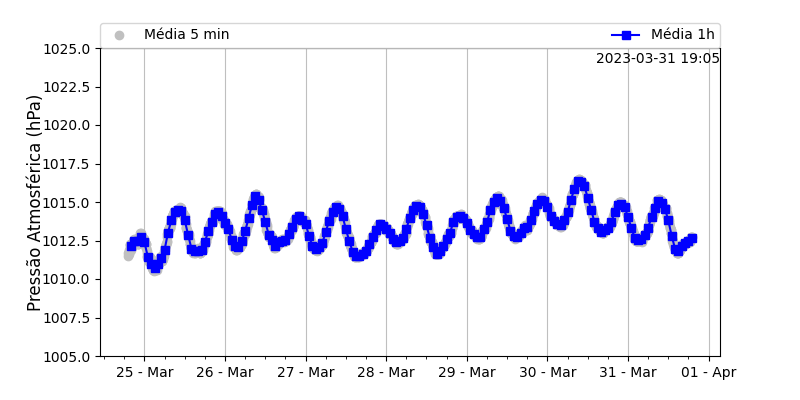 Média 5 min
Média 1h
2023-03-31 19:05
Pressão Atmosférica (hPa)
1025.0
1022.5
1020.0
1017.5
1015.0
1012.5
1010.0
1007.5
1005.0
25 - Mar
26 - Mar
27 - Mar
28 - Mar
29 - Mar
30 - Mar
31 - Mar
01 - Apr